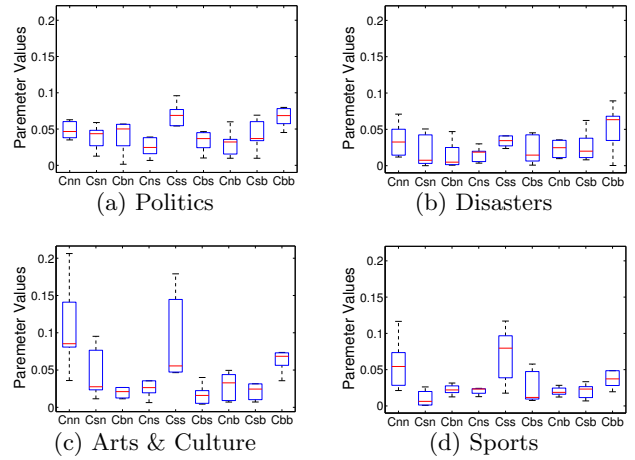 0.2
0.15
0.1
0.05
0
Paremeter Values
Cnn Csn Cbn Cns Css Cbs Cnb Csb Cbb
(a) Politics
0.2
0.15
0.1
0.05
0
Paremeter Values
Cnn Csn Cbn Cns Css Cbs Cnb Csb Cbb
(b) Disasters
0.2
0.15
0.1
0.05
0
Paremeter Values
Cnn Csn Cbn Cns Css Cbs Cnb Csb Cbb
(c) Arts & Culture
0.2
0.15
0.1
0.05
0
Paremeter Values
Cnn Csn Cbn Cns Css Cbs Cnb Csb Cbb
(d) Sports